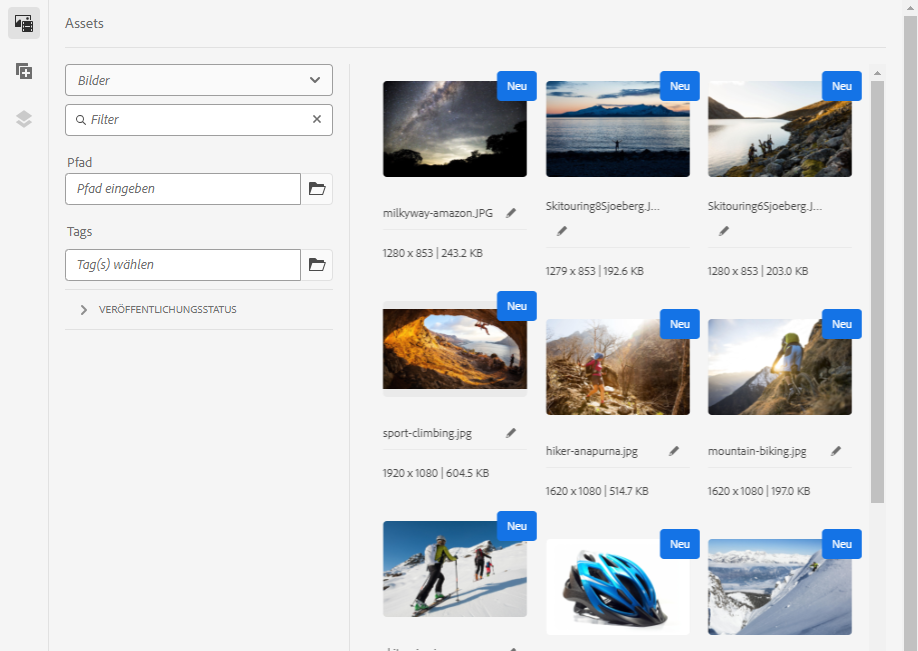 Assets
Bilder
Filter
Pfad
Pfad eingeben
Tags
Tag(s) wählen
VERÖFFENTLICHUNGSSTATUS
Neu
Neu
Neu
milkyway-amazon.JPG
Skitouring8Sjoeberg.J...
Skitouring6Sjoeberg.J...
1280 x 853 | 243.2 KB
1279 x 853 | 192.6 KB
1280 x 853 | 203.0 KB
Neu
Neu
Neu
sport-climbing.jpg
hiker-anapurna.jpg
mountain-biking.jpg
1920 x 1080 | 604.5 KB
1620 x 1080 | 514.7 KB
1620 x 1080 | 197.0 KB
Neu
Neu
Neu